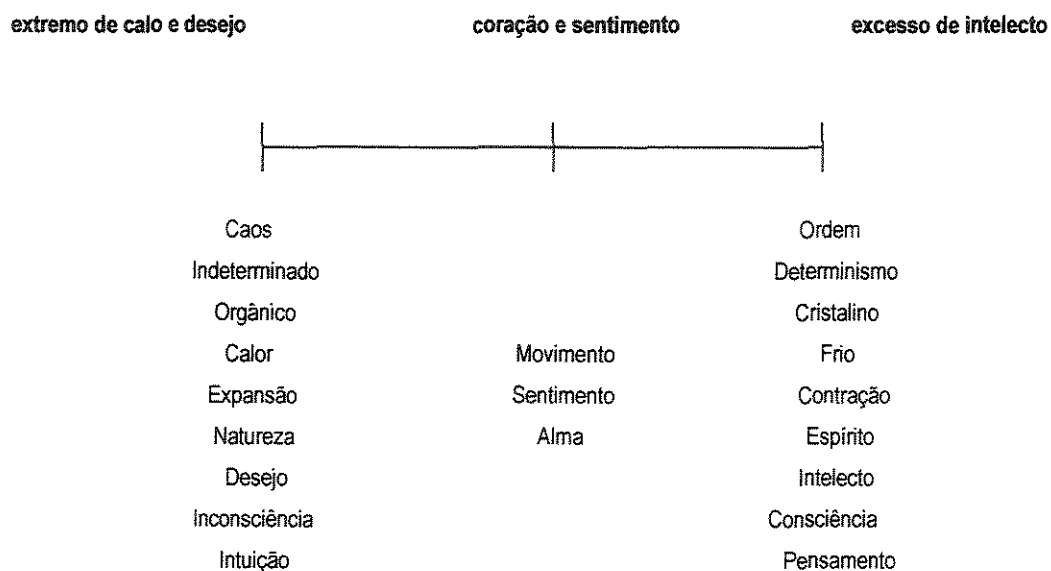 extremo de calo e desejo coração e sentimento excesso de intelecto
Caos Ordem
Indeterminado Determinismo
Orgânico Cristalino
Calor Movimento Frio
Expansão Sentimento Contração
Natureza Alma Espírito
Desejo Intelecto
Inconsciência Consciência
Intuição Pensamento